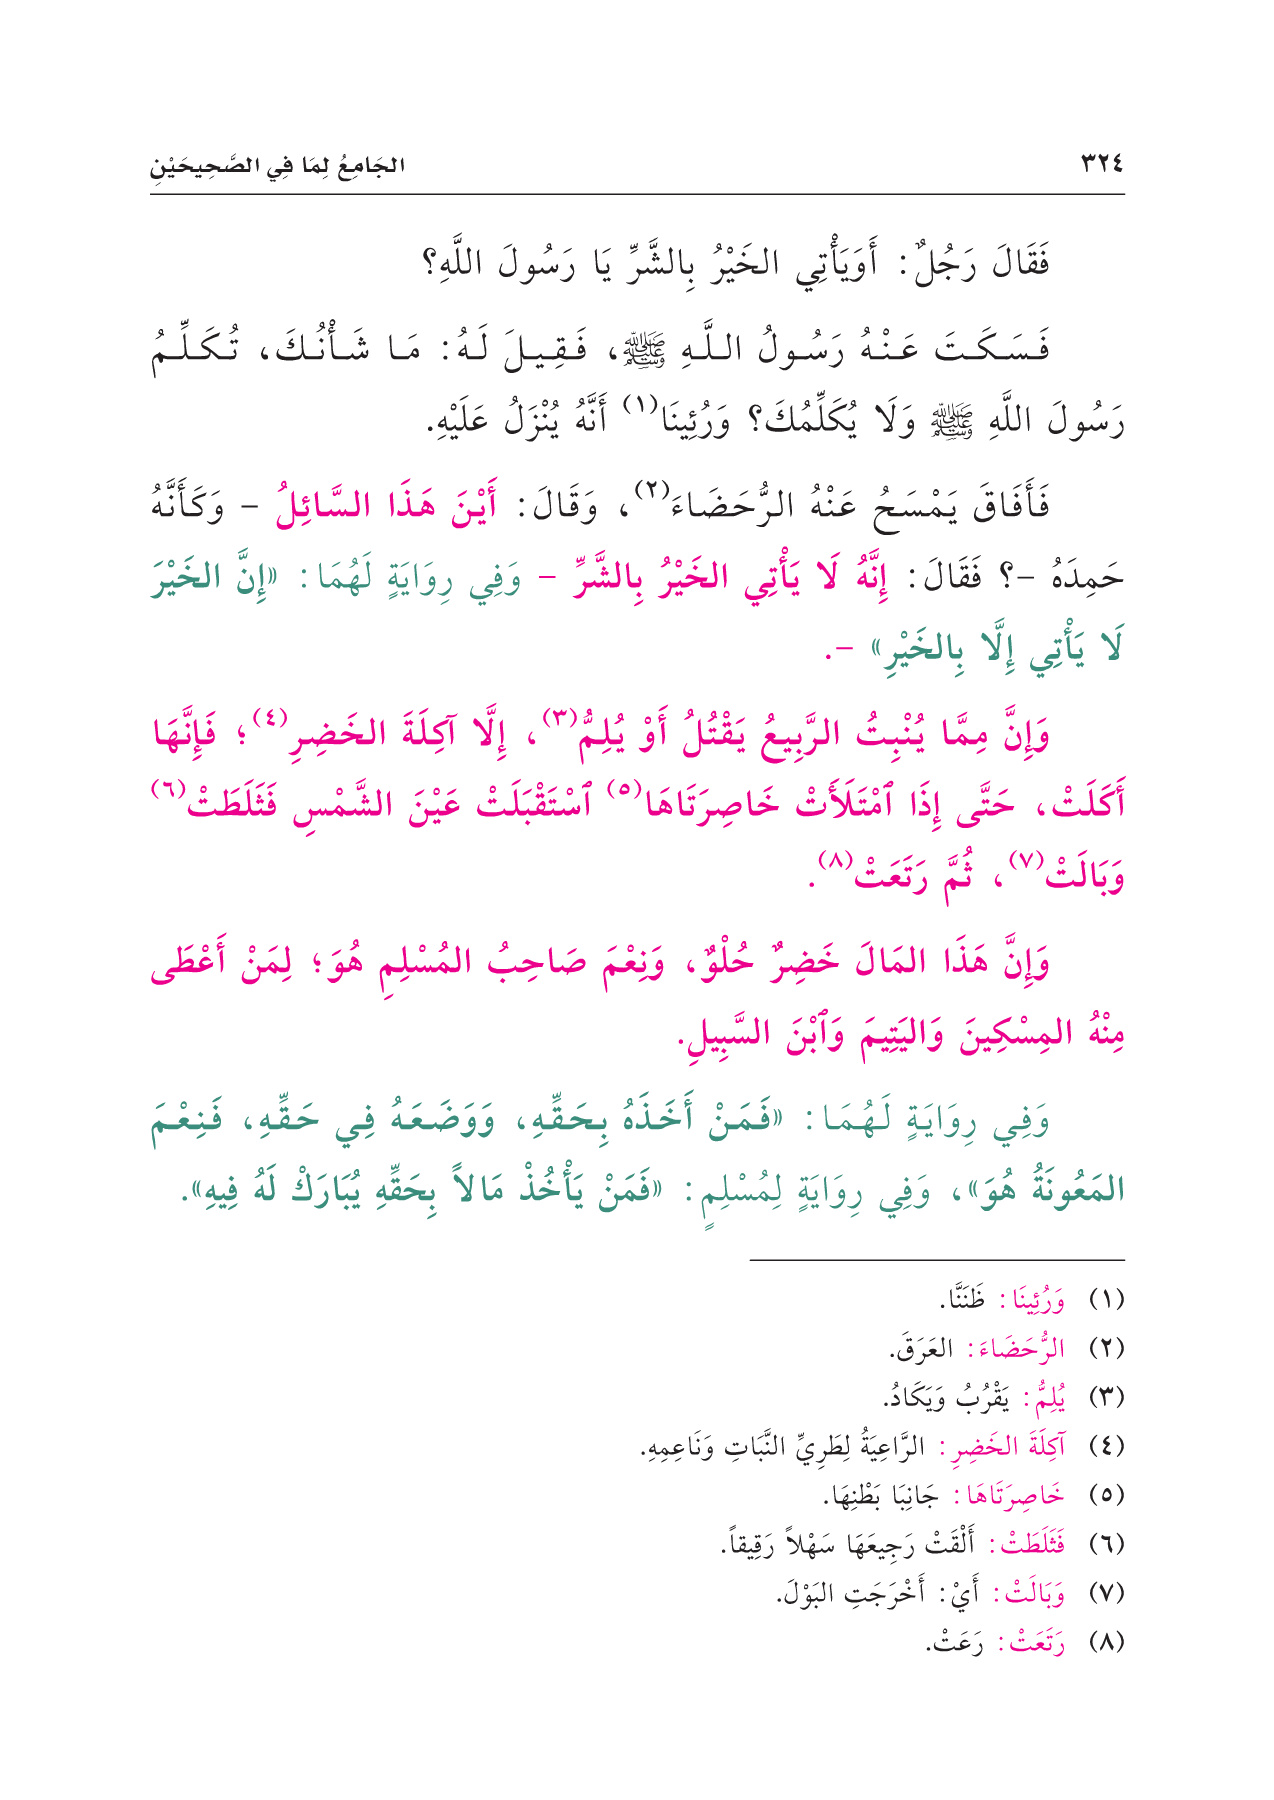 ٣٢٤ الجَامِعُ لِمَا فِي الصَّحِيحَيْنِ
فَقَالَ رَجُلٌ: أَوَيَأْتِي الخَيْرُ بِالشَّرِّ يَا رَسُولَ اللَّهِ؟
فَسَكَتَ عَنْهُ رَسُولُ اللَّهِ ﷺ، فَقِيلَ لَهُ: مَا شَأْنُكَ، تُكَلِّمُ
رَسُولَ اللَّهِ ﷺ وَلَا يُكَلِّمُكَ؟ وَرُئِينَا(١) أَنَّهُ يُنْزَلُ عَلَيْهِ.
فَأَفَاقَ يَمْسَحُ عَنْهُ الرُّحَضَاءَ(٢)، وَقَالَ: أَيْنَ هَذَا السَّائِلُ - وَكَأَنَّهُ
حَمِدَهُ -؟ فَقَالَ: إِنَّهُ لَا يَأْتِي الخَيْرُ بِالشَّرِّ - وَفِي رِوَايَةٍ لَهُمَا: «إِنَّ الخَيْرَ
لَا يَأْتِي إِلَّا بِالخَيْرِ» -.
وَإِنَّ مِمَّا يُنْبِتُ الرَّبِيعُ يَقْتُلُ أَوْ يُلِمُّ(٣)، إِلَّا آكِلَةَ الخَضِرِ(٤)؛ فَإِنَّهَا
أَكَلَتْ، حَتَّى إِذَا ٱمْتَلَأَتْ خَاصِرَتَاهَا(٥) ٱسْتَقْبَلَتْ عَيْنَ الشَّمْسِ فَثَلَطَتْ(٦)
وَبَالَتْ(٧)، ثُمَّ رَتَعَتْ(٨).
وَإِنَّ هَذَا المَالَ خَضِرٌ حُلْوٌ، وَنِعْمَ صَاحِبُ المُسْلِمِ هُوَ؛ لِمَنْ أَعْطَى
مِنْهُ المِسْكِينَ وَاليَتِيمَ وَٱبْنَ السَّبِيلِ.
وَفِي رِوَايَةٍ لَهُمَا: «فَمَنْ أَخَذَهُ بِحَقِّهِ، وَوَضَعَهُ فِي حَقِّهِ، فَنِعْمَ
المَعُونَةُ هُوَ»، وَفِي رِوَايَةٍ لِمُسْلِمٍ: «فَمَنْ يَأْخُذْ مَالاً بِحَقِّهِ يُبَارَكْ لَهُ فِيهِ».
(١) وَرُئِينَا: ظَنَنَّا.
(٢) الرُّحَضَاءَ: العَرَقَ.
(٣) يُلِمُّ: يَقْرُبُ وَيَكَادُ.
(٤) آكِلَةَ الخَضِرِ: الرَّاعِيَةُ لِطَرِيِّ النَّبَاتِ وَنَاعِمِهِ.
(٥) خَاصِرَتَاهَا: جَانِبَا بَطْنِهَا.
(٦) فَثَلَطَتْ: أَلْقَتْ رَجِيعَهَا سَهْلاً رَقِيقاً.
(٧) وَبَالَتْ: أَيْ: أَخْرَجَتِ البَوْلَ.
(٨) رَتَعَتْ: رَعَتْ.